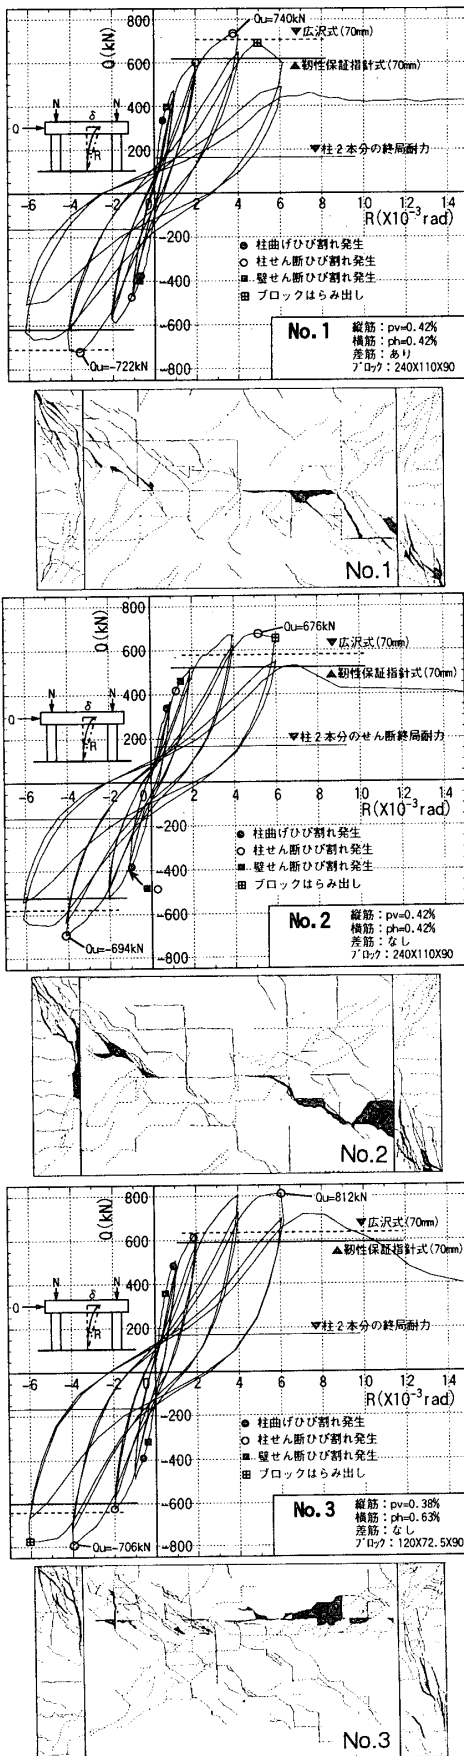 Q(kN)
800
600
400
200
-200
-400
-600
-800
Qu=740kN
▼広沢式(70mm)
▲靭性保証指針式(70mm)
▼柱2本分の終局耐力
N
δ
N
Q
R
-6
-4
-2
0
2
4
6
8
10
12
14
R(X10⁻³rad)
● 柱曲げひび割れ発生
○ 柱せん断ひび割れ発生
■ 壁せん断ひび割れ発生
⊞ ブロックはらみ出し
Qu=-722kN
No.1
縦筋:pv=0.42%
横筋:ph=0.42%
差筋:あり
ブロック:240X110X90
No.1
Q(kN)
800
600
400
200
-200
-400
-600
-800
Qu=676kN
▼広沢式(70mm)
▲靭性保証指針式(70mm)
▼柱2本分のせん断終局耐力
N
δ
N
Q
R
-6
-4
-2
0
2
4
6
8
10
12
14
R(X10⁻³rad)
● 柱曲げひび割れ発生
○ 柱せん断ひび割れ発生
■ 壁せん断ひび割れ発生
⊞ ブロックはらみ出し
Qu=-694kN
No.2
縦筋:pv=0.42%
横筋:ph=0.42%
差筋:なし
ブロック:240X110X90
No.2
Q(kN)
800
600
400
200
-200
-400
-600
-800
Qu=812kN
▼広沢式(70mm)
▲靭性保証指針式(70mm)
▼柱2本分の終局耐力
N
δ
N
Q
R
-6
-4
-2
0
2
4
6
8
10
12
14
R(X10⁻³rad)
● 柱曲げひび割れ発生
○ 柱せん断ひび割れ発生
■ 壁せん断ひび割れ発生
⊞ ブロックはらみ出し
Qu=-706kN
No.3
縦筋:pv=0.38%
横筋:ph=0.63%
差筋:なし
ブロック:120X72.5X90
No.3